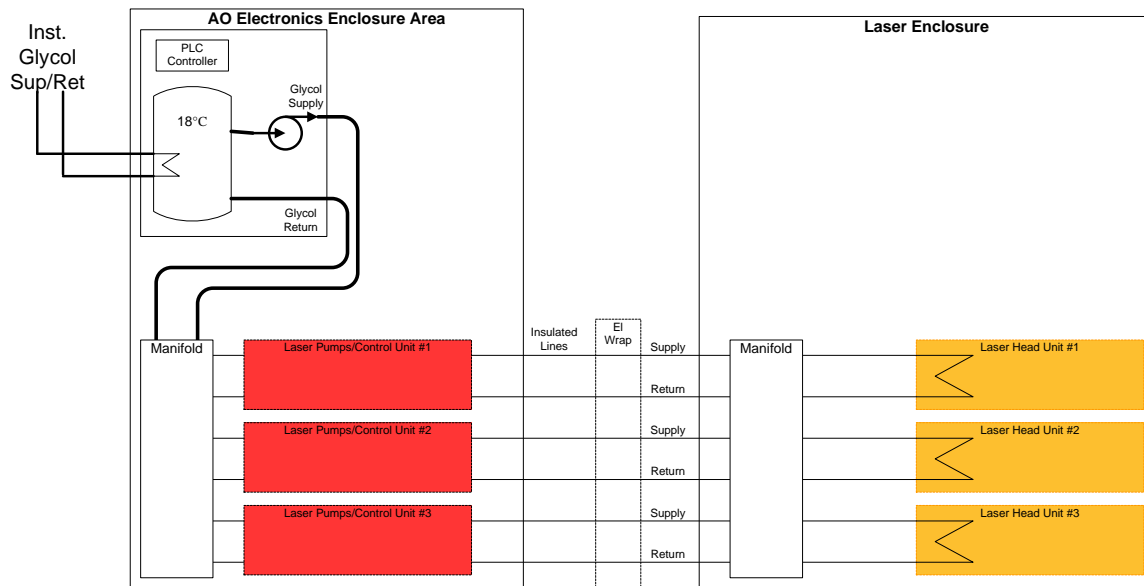 AO Electronics Enclosure Area
Laser Enclosure
Inst.
Glycol
Sup/Ret
PLC
Controller
Glycol
Supply
18°C
Glycol
Return
Insulated
Lines
El
Wrap
Manifold
Laser Pumps/Control Unit #1
Supply
Return
Manifold
Laser Head Unit #1
Laser Pumps/Control Unit #2
Supply
Return
Laser Head Unit #2
Laser Pumps/Control Unit #3
Supply
Return
Laser Head Unit #3